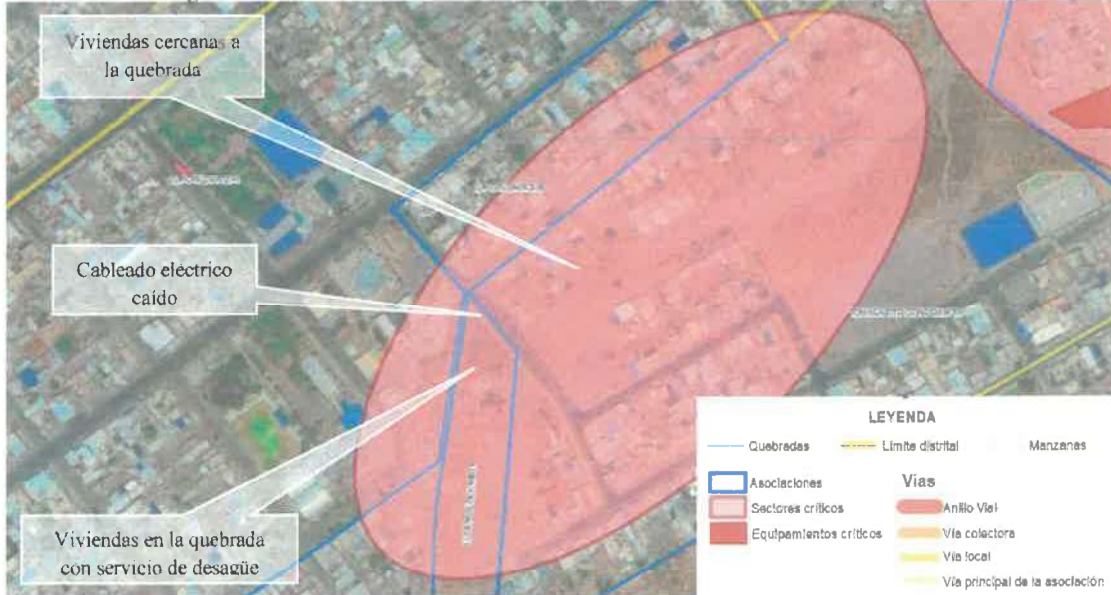 Viviendas cercanas a
la quebrada
Cableado eléctrico
caído
Viviendas en la quebrada
con servicio de desagüe
LEYENDA
Quebradas
Límite distrital
Manzanas
Asociaciones
Sectores críticos
Equipamientos críticos
Vías
Anillo Vial
Vía colectora
Vía local
Vía principal de la asociación